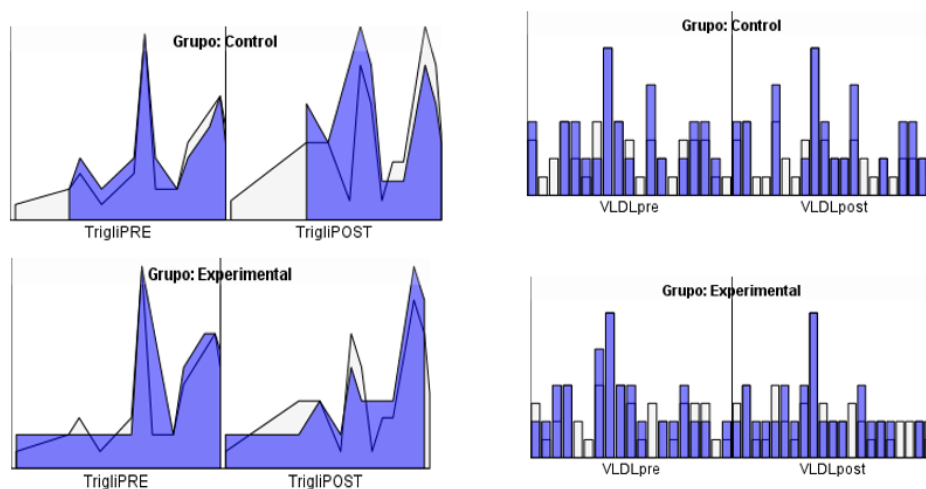 Grupo: Control
TrigliPRE TrigliPOST
Grupo: Control
VLDLpre VLDLpost
Grupo: Experimental
TrigliPRE TrigliPOST
Grupo: Experimental
VLDLpre VLDLpost